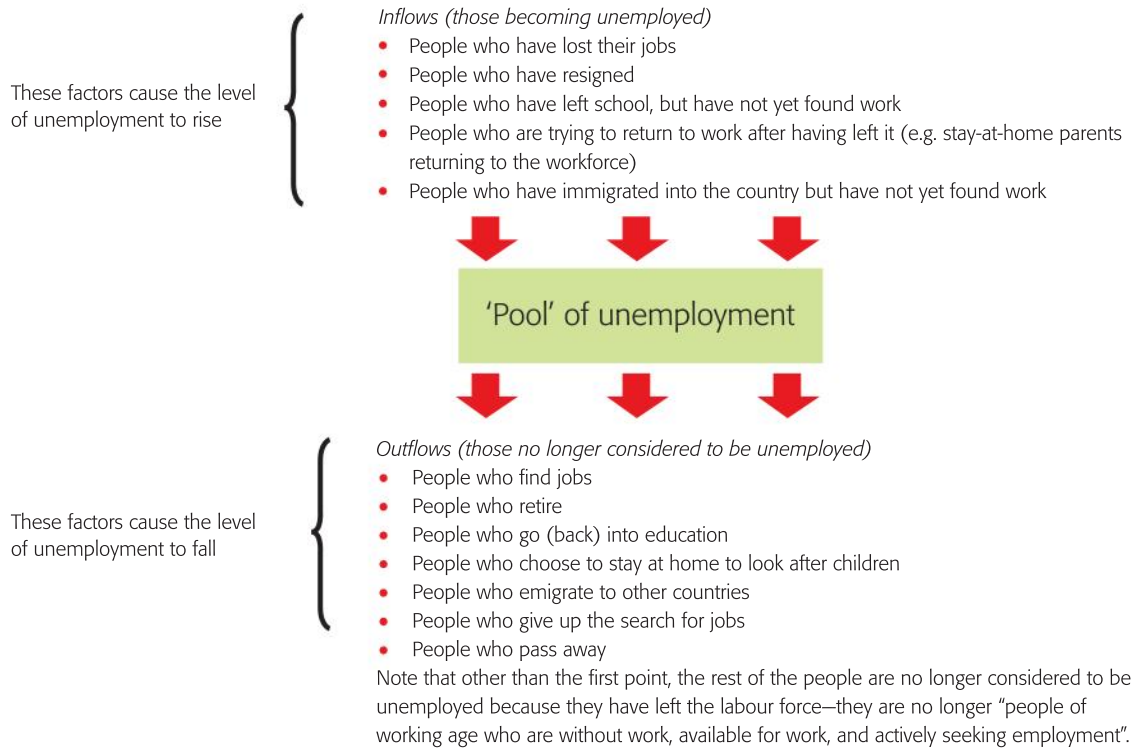 Inflows (those becoming unemployed)
• People who have lost their jobs
• People who have resigned
These factors cause the level
of unemployment to rise
• People who have left school, but have not yet found work
• People who are trying to return to work after having left it (e.g. stay-at-home parents
returning to the workforce)
• People who have immigrated into the country but have not yet found work
‘Pool’ of unemployment
Outflows (those no longer considered to be unemployed)
• People who find jobs
• People who retire
These factors cause the level
of unemployment to fall
• People who go (back) into education
• People who choose to stay at home to look after children
• People who emigrate to other countries
• People who give up the search for jobs
• People who pass away
Note that other than the first point, the rest of the people are no longer considered to be
unemployed because they have left the labour force—they are no longer “people of
working age who are without work, available for work, and actively seeking employment”.